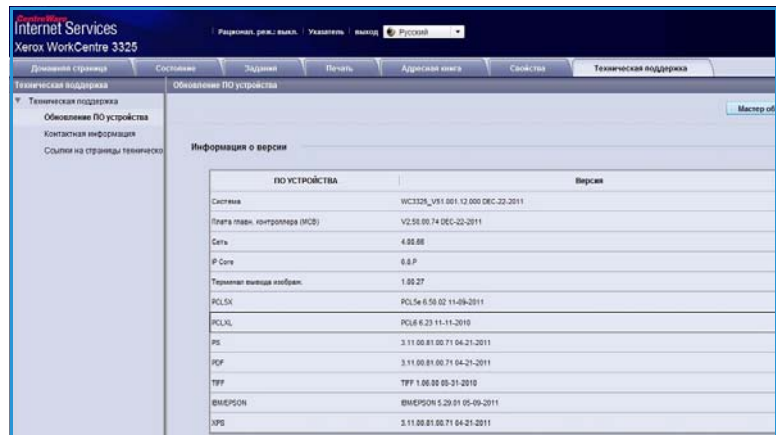 CentreWare
Internet Services
Xerox WorkCentre 3325
Рационал. реж.: выкл. Указатель выход Русский
Домашняя страница Состояние Задания Печать Адресная книга Свойства Техническая поддержка
Техническая поддержка Обновление ПО устройства
Техническая поддержка
Обновление ПО устройства
Контактная информация
Ссылки на страницы техническо
Мастер об
Информация о версии
ПО УСТРОЙСТВА Версия
Система WC3325_V51.001.12.000 DEC-22-2011
Плата главн. контроллера (MCB) V2.50.00.74 DEC-22-2011
Сеть
IP Core
Терминал вывода изображ. 1.00.27
PCL5X PCL5e 6.50.02 11-09-2011
PCLXL PCL6 6.23 11-11-2010
PS 3.11.00.81.00.71 04-21-2011
PDF 3.11.00.81.00.71 04-21-2011
TIFF TIFF 1.06.00 05-31-2010
IBM/EPSON IBM/EPSON 5.29.01 05-09-2011
XPS 3.11.00.81.00.71 04-21-2011